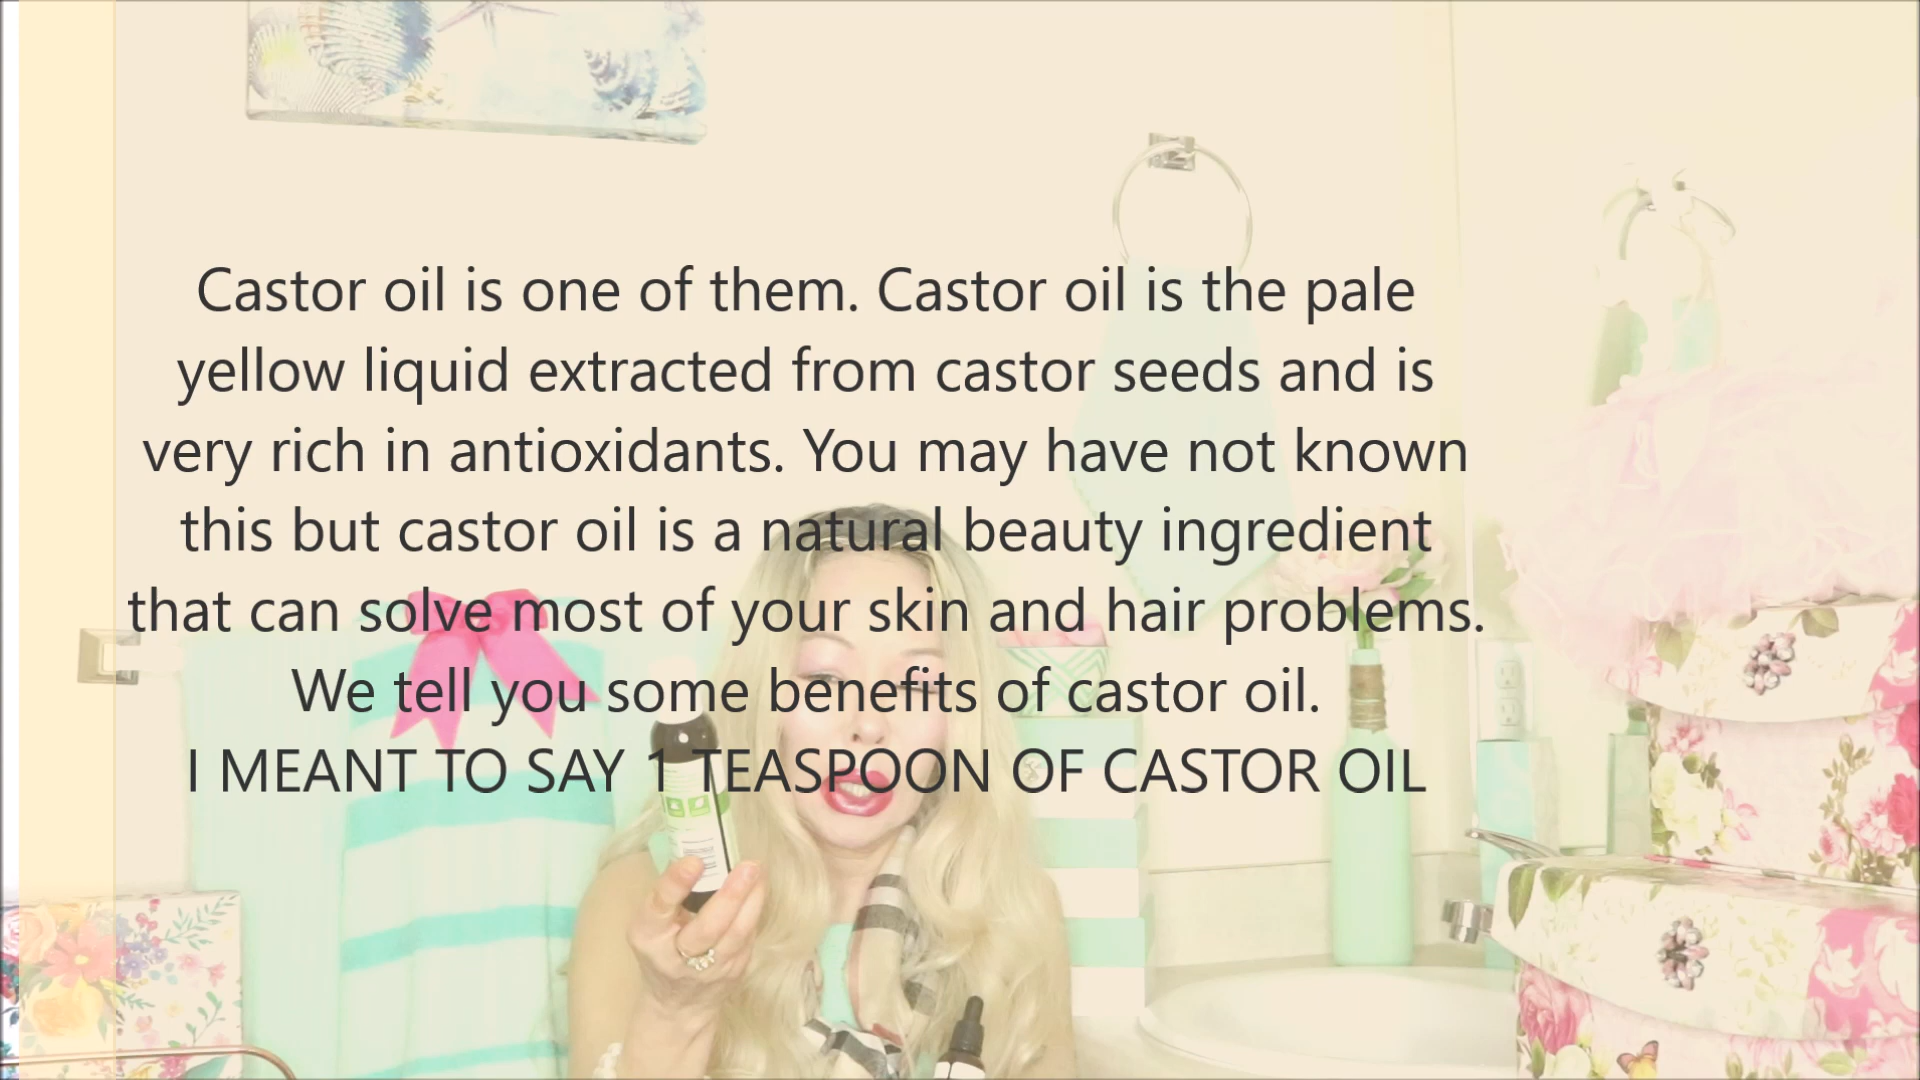 Castor oil is one of them. Castor oil is the pale
yellow liquid extracted from castor seeds and is
very rich in antioxidants. You may have not known
this but castor oil is a natural beauty ingredient
that can solve most of your skin and hair problems.
We tell you some benefits of castor oil.
I MEANT TO SAY 1 TEASPOON OF CASTOR OIL